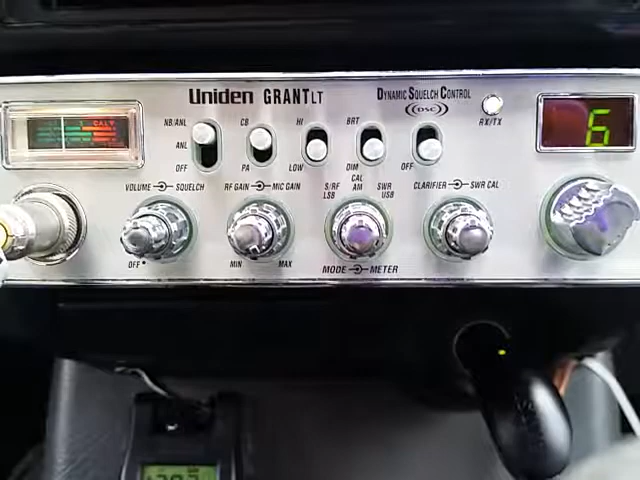 Uniden GRANT LT
DYNAMIC SQUELCH CONTROL
DSC
RX/TX
NB/ANL
ANL
OFF
CB
PA
HI
LOW
BRT
DIM
OFF
6
CAL
VOLUME SQUELCH
RF GAIN MIC GAIN
S/RF CAL SWR
LSB AM USB
CLARIFIER SWR CAL
OFF
MIN MAX
MODE METER